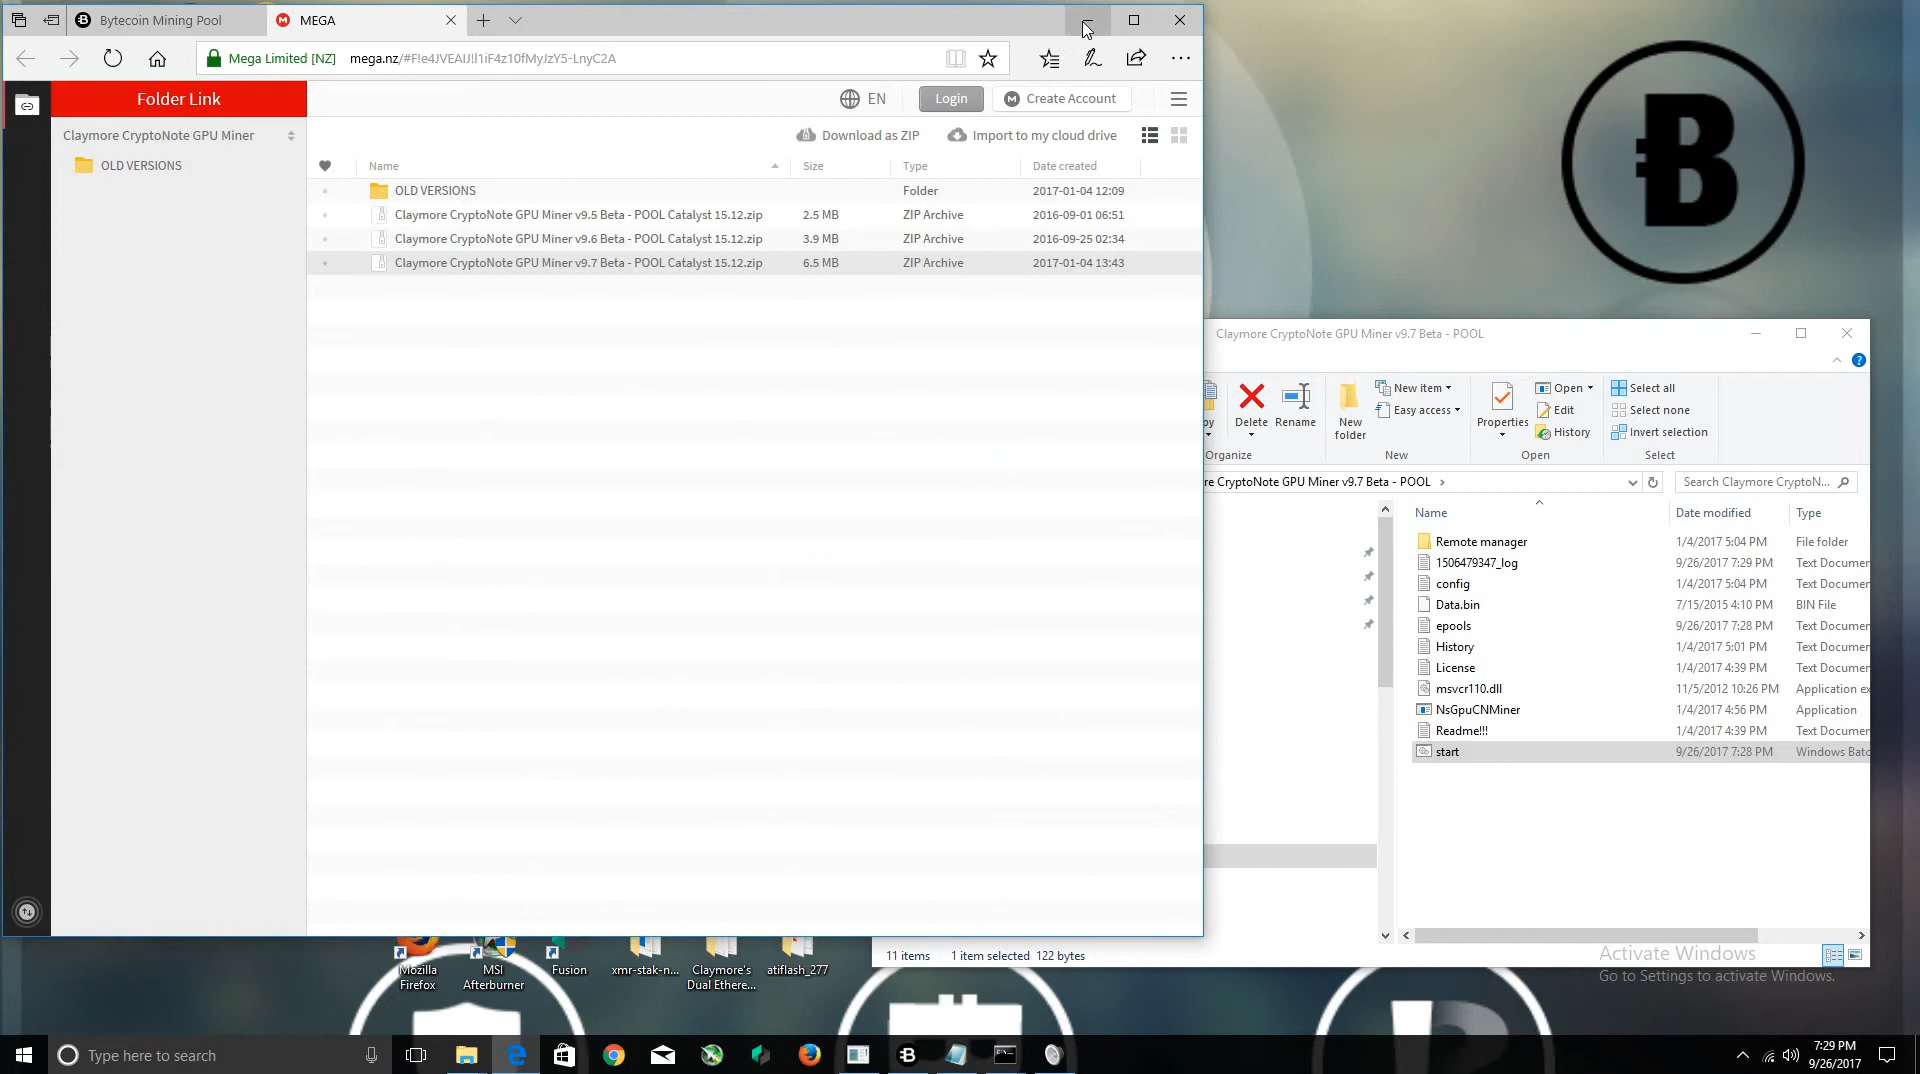 Bytecoin Mining Pool
MEGA
Mega Limited [NZ]
mega.nz/#F!e4JVEAIJ!l1iF4z10fMyJzY5-LnyC2A
Folder Link
EN
Login
Create Account
Claymore CryptoNote GPU Miner
OLD VERSIONS
Download as ZIP
Import to my cloud drive
Name Size Type Date created
OLD VERSIONS Folder 2017-01-04 12:09
Claymore CryptoNote GPU Miner v9.5 Beta - POOL Catalyst 15.12.zip 2.5 MB ZIP Archive 2016-09-01 06:51
Claymore CryptoNote GPU Miner v9.6 Beta - POOL Catalyst 15.12.zip 3.9 MB ZIP Archive 2016-09-25 02:34
Claymore CryptoNote GPU Miner v9.7 Beta - POOL Catalyst 15.12.zip 6.5 MB ZIP Archive 2017-01-04 13:43
Claymore CryptoNote GPU Miner v9.7 Beta - POOL
py
Delete
Rename
New folder
New item
Easy access
Properties
Open
Edit
History
Select all
Select none
Invert selection
Organize New Open Select
re CryptoNote GPU Miner v9.7 Beta - POOL
Search Claymore CryptoN...
Name Date modified Type
Remote manager 1/4/2017 5:04 PM File folder
1506479347_log 9/26/2017 7:29 PM Text Documen
config 1/4/2017 5:04 PM Text Documen
Data.bin 7/15/2015 4:10 PM BIN File
epools 9/26/2017 7:28 PM Text Documen
History 1/4/2017 5:01 PM Text Documen
License 1/4/2017 4:39 PM Text Documen
msvcr110.dll 11/5/2012 10:26 PM Application ex
NsGpuCNMiner 1/4/2017 4:56 PM Application
Readme!!! 1/4/2017 4:39 PM Text Documen
start 9/26/2017 7:28 PM Windows Batc
11 items 1 item selected 122 bytes
Activate Windows
Go to Settings to activate Windows.
Mozilla Firefox
MSI Afterburner
Fusion
xmr-stak-n...
Claymore's Dual Ethere...
atiflash_277
Type here to search
7:29 PM
9/26/2017